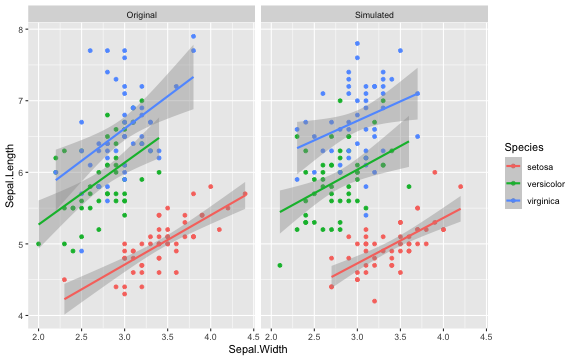 Original
Simulated
8
7
6
5
4
Sepal.Length
2.0 2.5 3.0 3.5 4.0 4.5
2.0 2.5 3.0 3.5 4.0 4.5
Sepal.Width
Species
setosa
versicolor
virginica